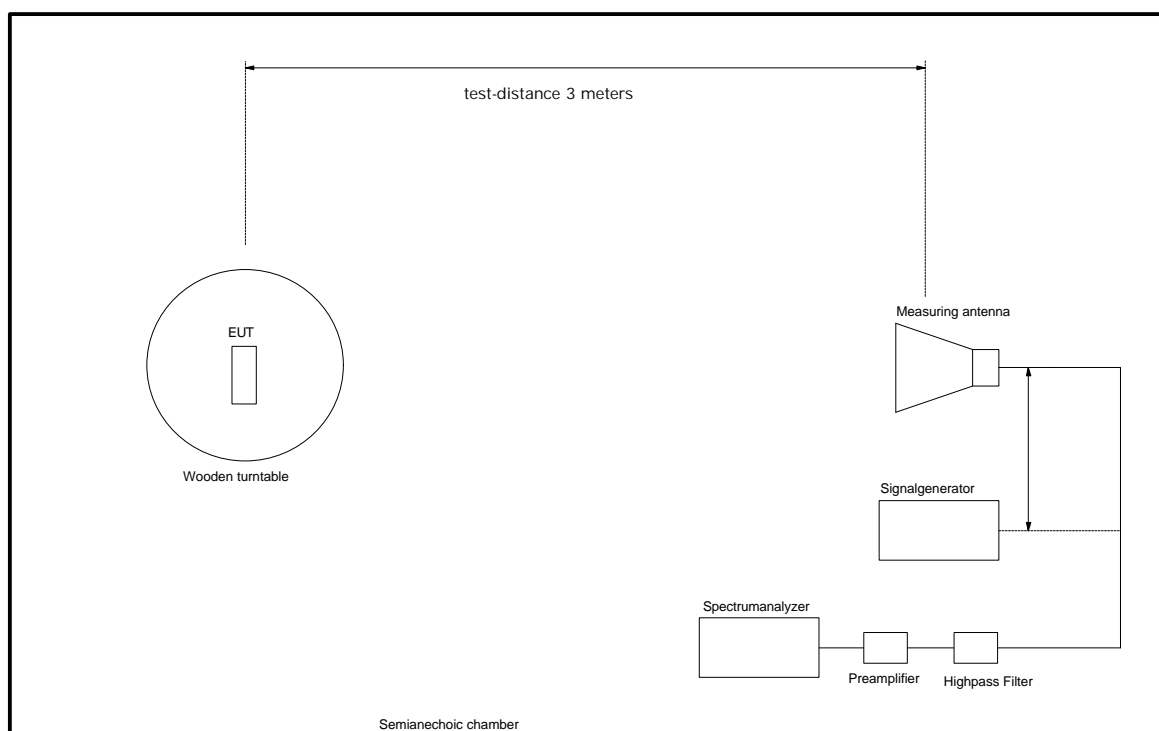 test-distance 3 meters
Measuring antenna
EUT
Wooden turntable
Signalgenerator
Spectrumanalyzer
Preamplifier
Highpass Filter
Semianechoic chamber